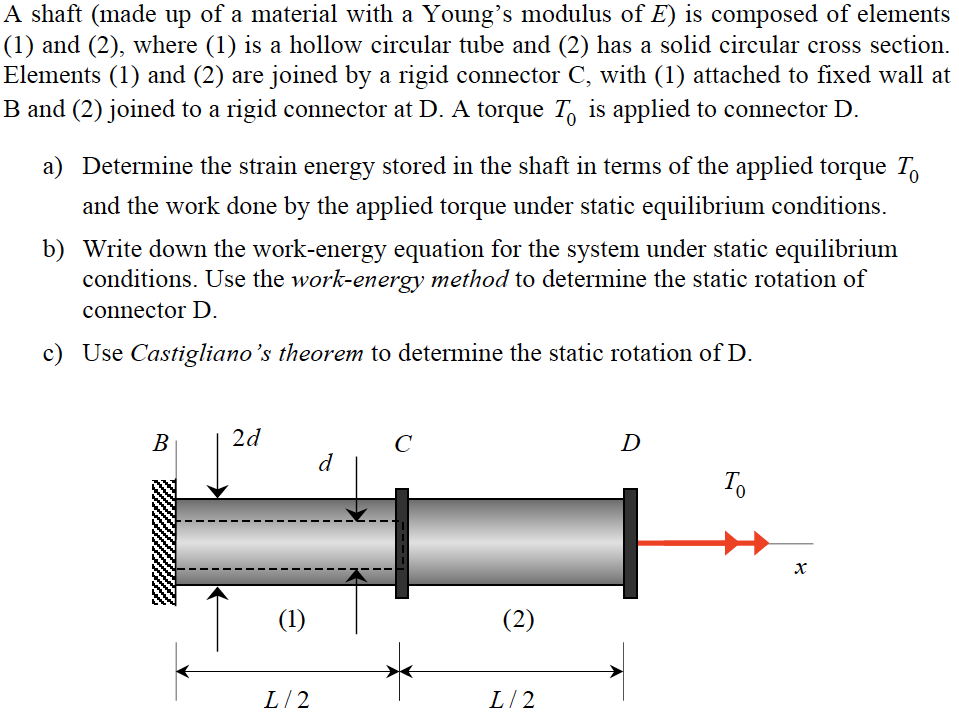 A shaft (made up of a material with a Young's modulus of E) is composed of elements
(1) and (2), where (1) is a hollow circular tube and (2) has a solid circular cross section.
Elements (1) and (2) are joined by a rigid connector C, with (1) attached to fixed wall at
B and (2) joined to a rigid connector at D. A torque T₀ is applied to connector D.
a) Determine the strain energy stored in the shaft in terms of the applied torque T₀
and the work done by the applied torque under static equilibrium conditions.
b) Write down the work-energy equation for the system under static equilibrium
conditions. Use the work-energy method to determine the static rotation of
connector D.
c) Use Castigliano's theorem to determine the static rotation of D.
B 2d C D
d
T₀
x
(1) (2)
L / 2 L / 2